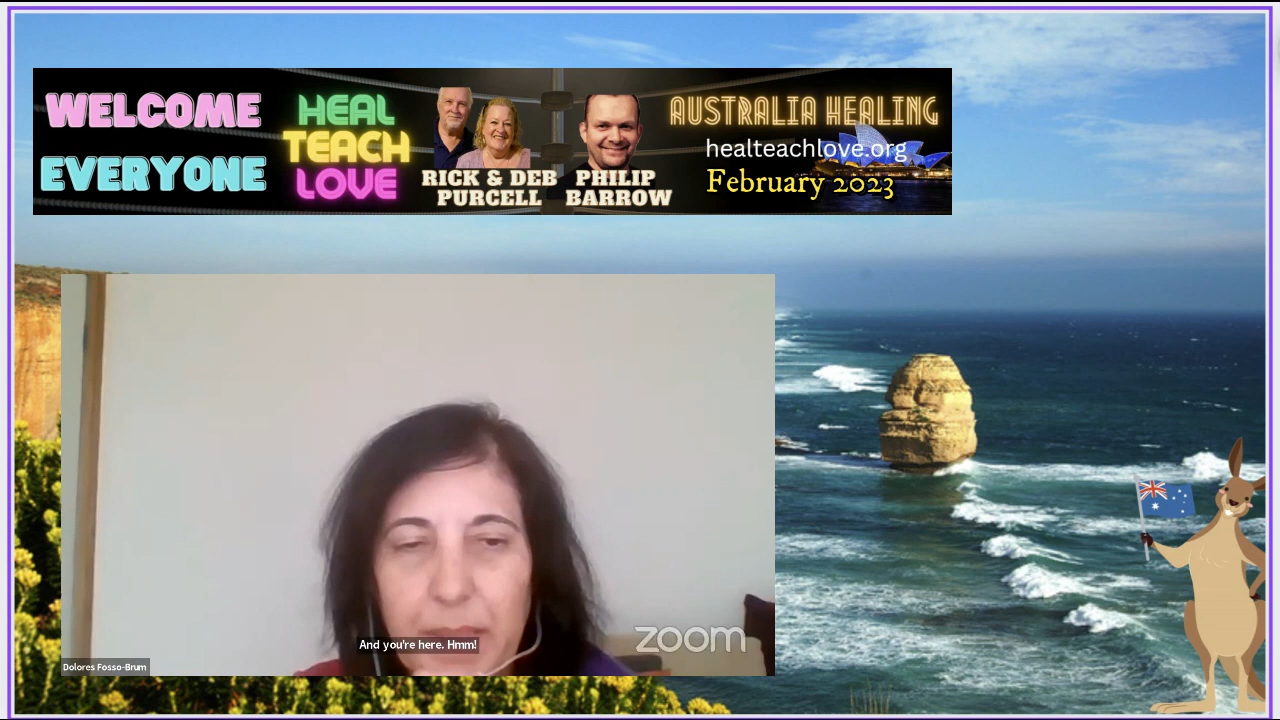 WELCOME
EVERYONE
HEAL
TEACH
LOVE
RICK & DEB
PURCELL
PHILIP
BARROW
AUSTRALIA HEALING
healteachlove.org
February 2023
And you're here. Hmm!
zoom
Dolores Fosso-Brum